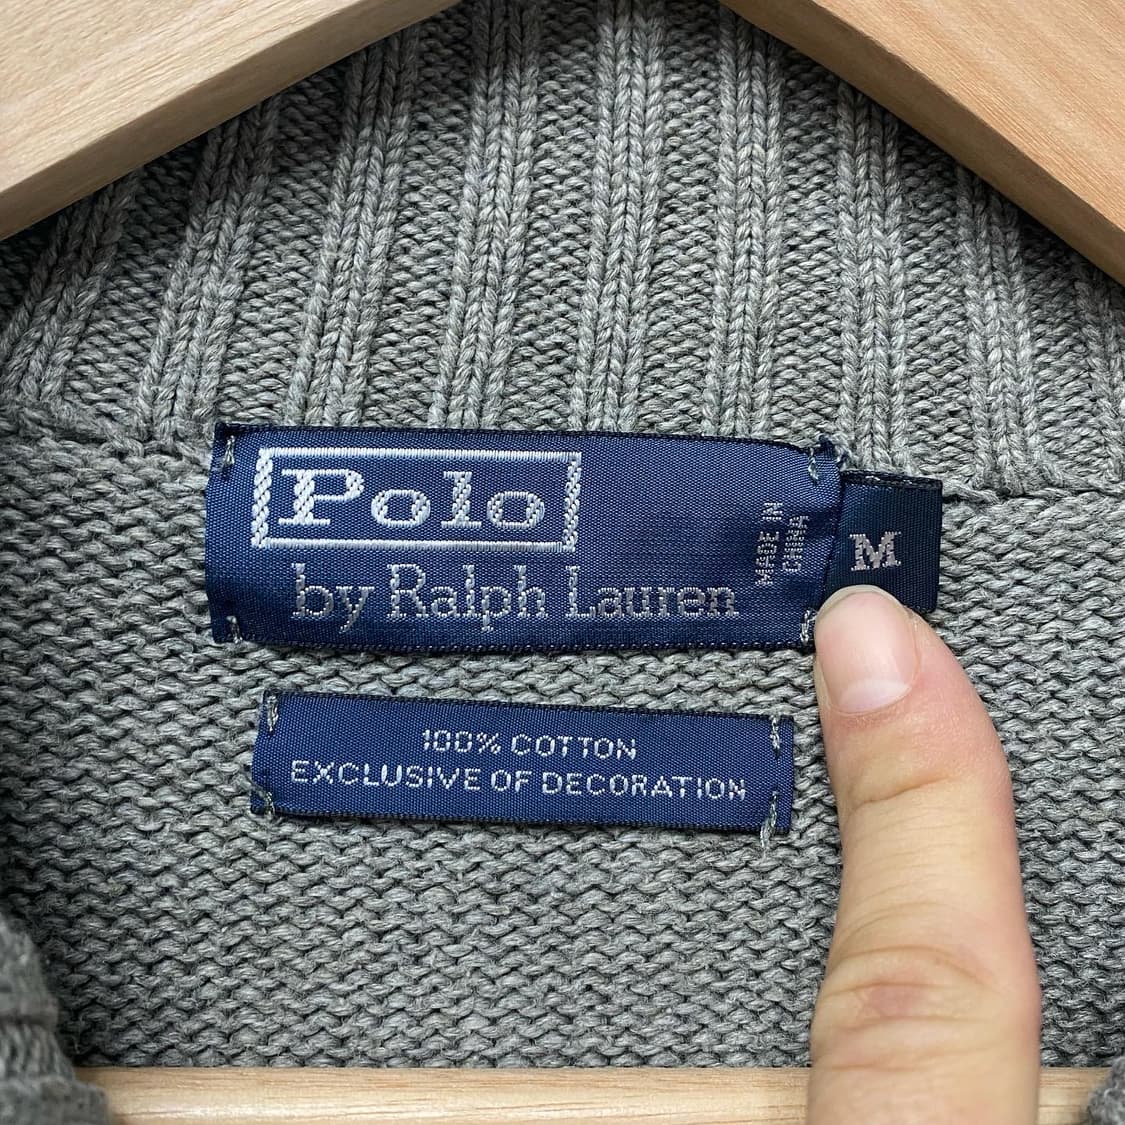 Polo
by Ralph Lauren
MADE IN
CHINA
M
100% COTTON
EXCLUSIVE OF DECORATION